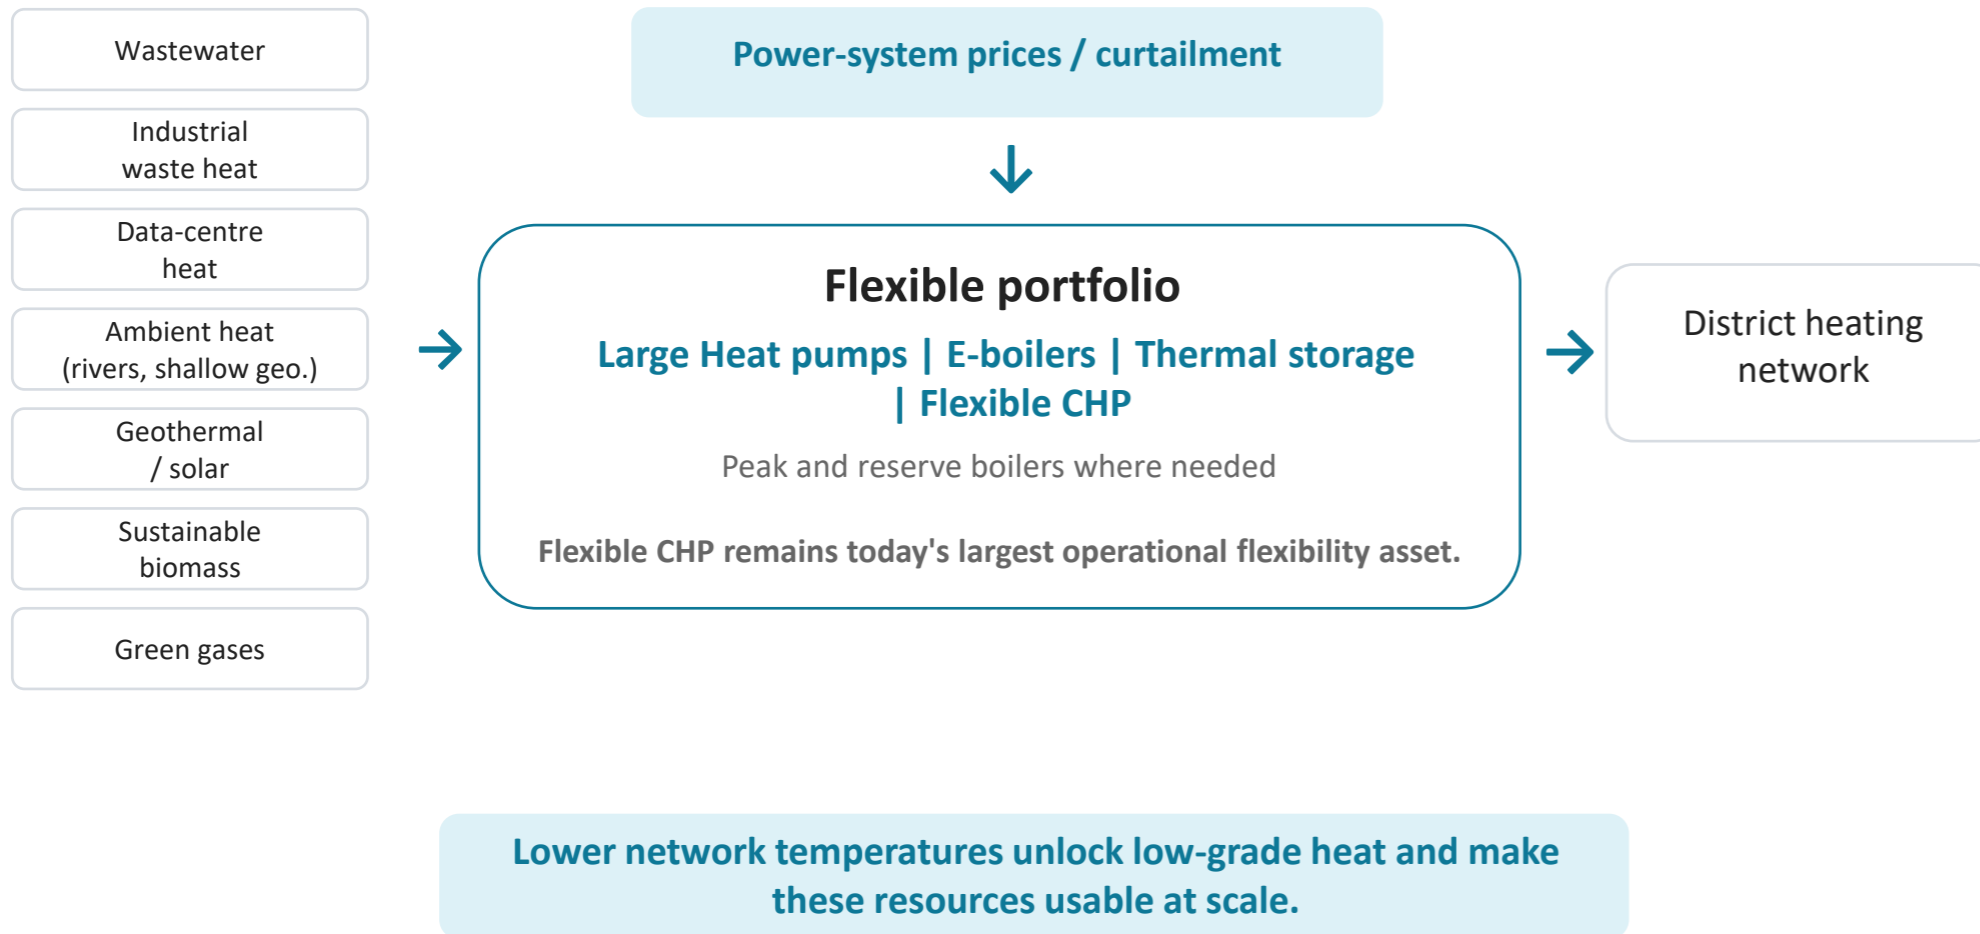 Wastewater
Industrial
waste heat
Data-centre
heat
Ambient heat
(rivers, shallow geo.)
Geothermal
/ solar
Sustainable
biomass
Green gases
Power-system prices / curtailment
Flexible portfolio
Large Heat pumps | E-boilers | Thermal storage
| Flexible CHP
Peak and reserve boilers where needed
Flexible CHP remains today's largest operational flexibility asset.
District heating
network
Lower network temperatures unlock low-grade heat and make
these resources usable at scale.